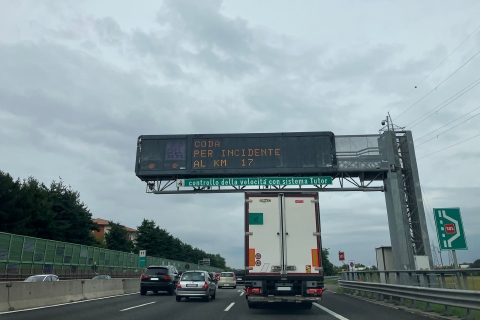 CODA
PER INCIDENTE
AL KM 17
controllo della velocità con sistema Tutor